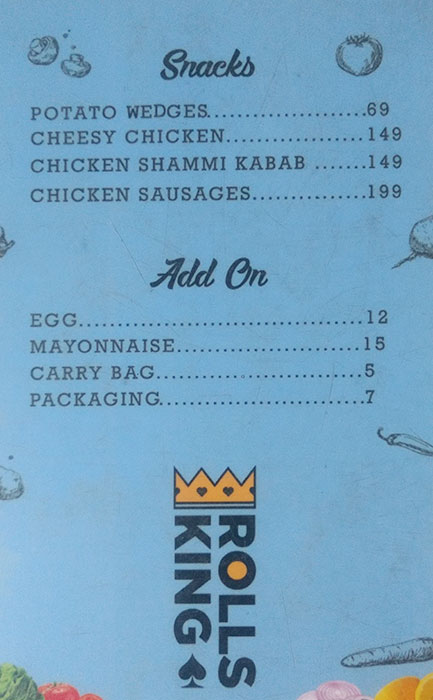 Snacks
POTATO WEDGES....................69
CHEESY CHICKEN.................149
CHICKEN SHAMMI KABAB ......149
CHICKEN SAUSAGES..............199
Add On
EGG...................................12
MAYONNAISE.......................15
CARRY BAG..........................5
PACKAGING.........................7
ROLLS
KING